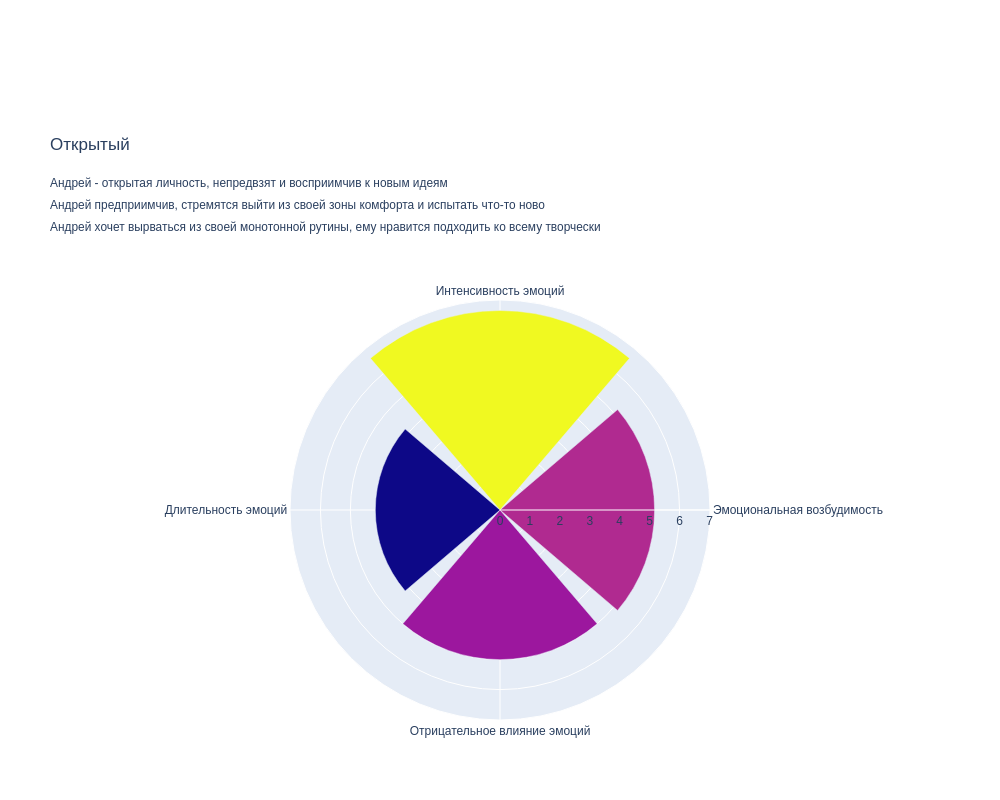 Открытый
Андрей - открытая личность, непредвзят и восприимчив к новым идеям
Андрей предприимчив, стремятся выйти из своей зоны комфорта и испытать что-то ново
Андрей хочет вырваться из своей монотонной рутины, ему нравится подходить ко всему творчески
Интенсивность эмоций
Длительность эмоций
Эмоциональная возбудимость
0 1 2 3 4 5 6 7
Отрицательное влияние эмоций